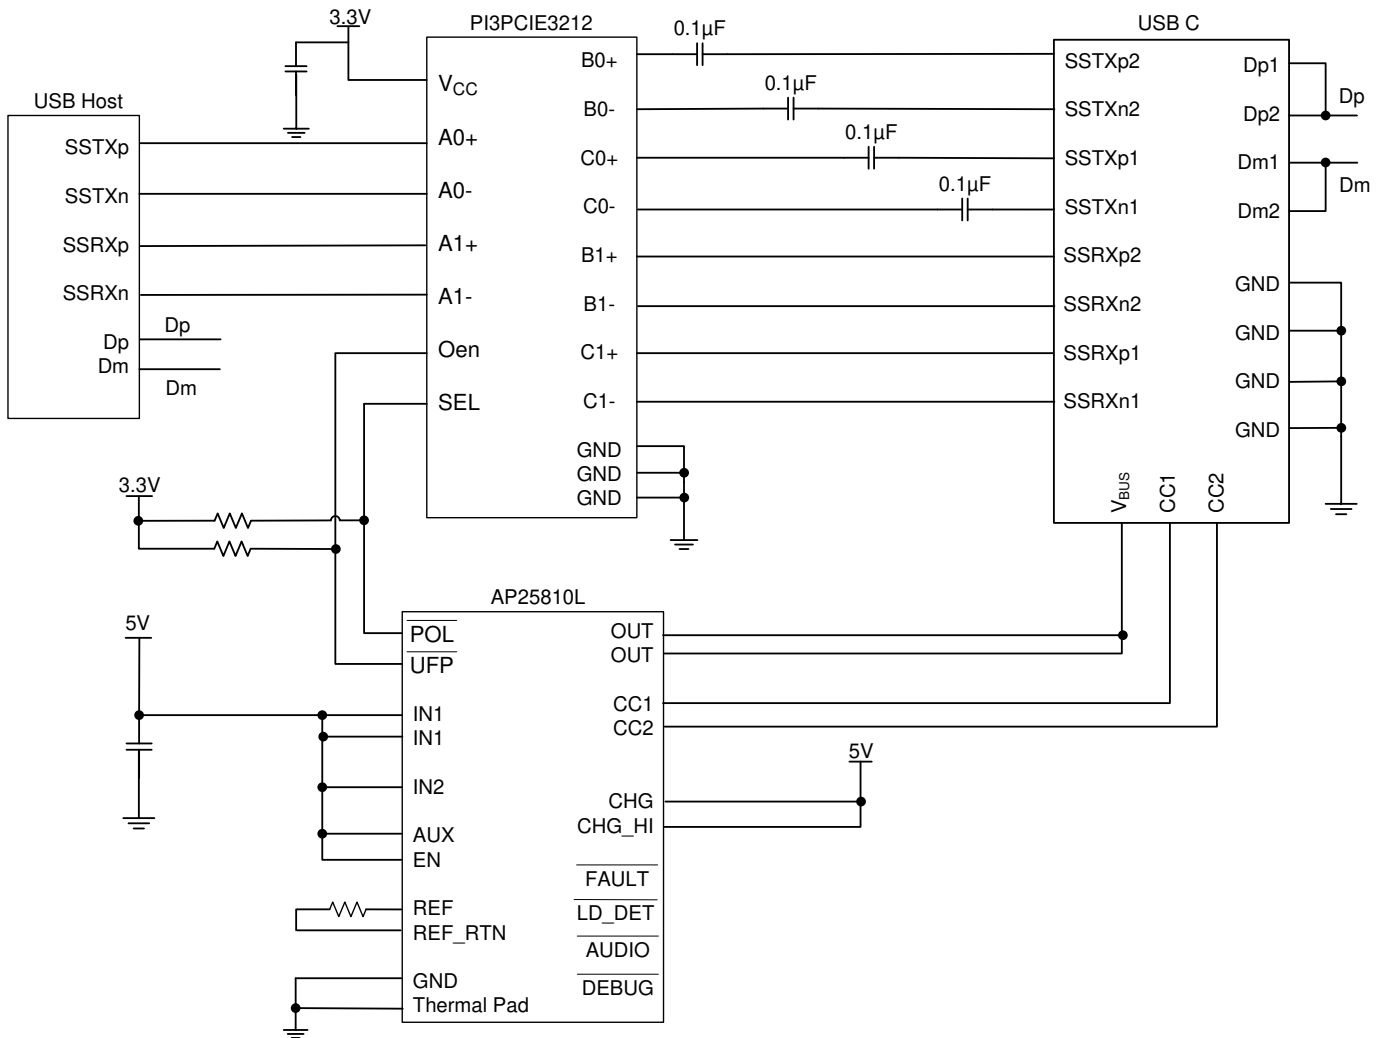 3.3V
PI3PCIE3212
USB C
0.1µF
0.1µF
0.1µF
0.1µF
USB Host
SSTXp
SSTXn
SSRXp
SSRXn
Dp
Dm
Dp
Dm
VCC
A0+
A0-
A1+
A1-
Oen
SEL
B0+
B0-
C0+
C0-
B1+
B1-
C1+
C1-
GND
GND
GND
SSTXp2
SSTXn2
SSTXp1
SSTXn1
SSRXp2
SSRXn2
SSRXp1
SSRXn1
Dp1
Dp2
Dm1
Dm2
GND
GND
GND
GND
Dp
Dm
VBUS
CC1
CC2
3.3V
5V
AP25810L
POL
UFP
IN1
IN1
IN2
AUX
EN
REF
REF_RTN
GND
Thermal Pad
OUT
OUT
CC1
CC2
CHG
CHG_HI
FAULT
LD_DET
AUDIO
DEBUG
5V